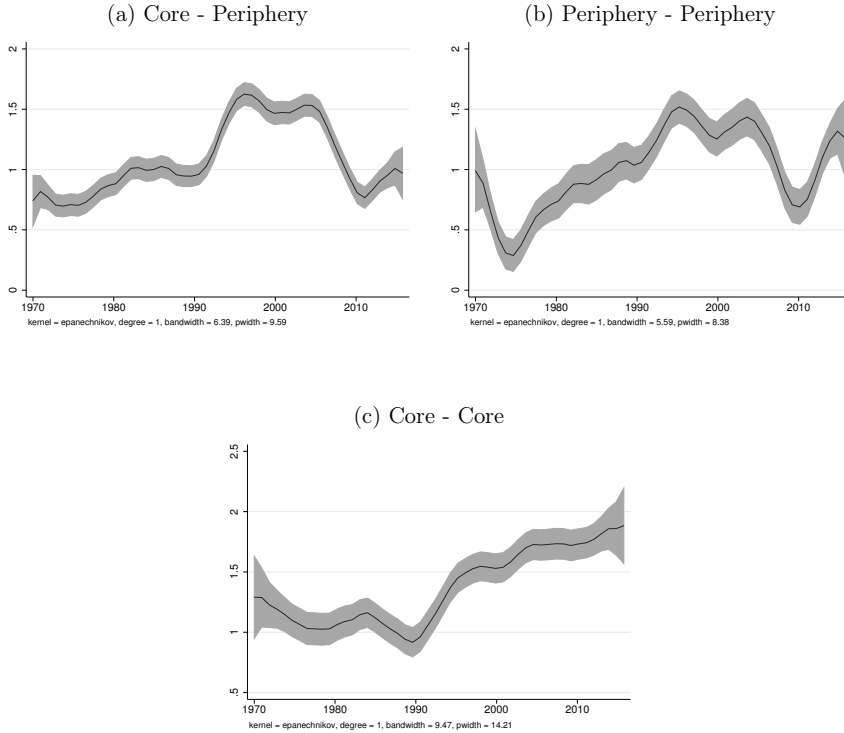 (a) Core - Periphery
2
1.5
1
.5
0
1970 1980 1990 2000 2010
kernel = epanechnikov, degree = 1, bandwidth = 6.39, pwidth = 9.59
(b) Periphery - Periphery
2
1.5
1
.5
0
1970 1980 1990 2000 2010
kernel = epanechnikov, degree = 1, bandwidth = 5.59, pwidth = 8.38
(c) Core - Core
2.5
2
1.5
1
.5
1970 1980 1990 2000 2010
kernel = epanechnikov, degree = 1, bandwidth = 9.47, pwidth = 14.21